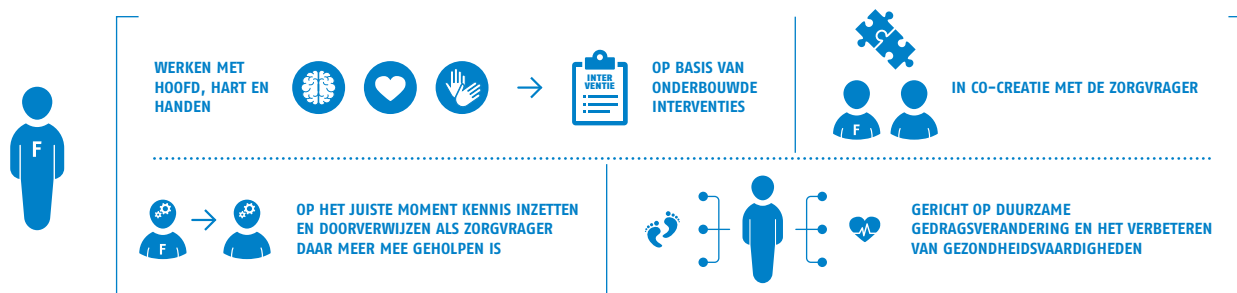 F
WERKEN MET
HOOFD, HART EN
HANDEN
INTER
VENTIE
OP BASIS VAN
ONDERBOUWDE
INTERVENTIES
F
IN CO-CREATIE MET DE ZORGVRAGER
F
OP HET JUISTE MOMENT KENNIS INZETTEN
EN DOORVERWIJZEN ALS ZORGVRAGER
DAAR MEER MEE GEHOLPEN IS
GERICHT OP DUURZAME
GEDRAGSVERANDERING EN HET VERBETEREN
VAN GEZONDHEIDSVAARDIGHEDEN